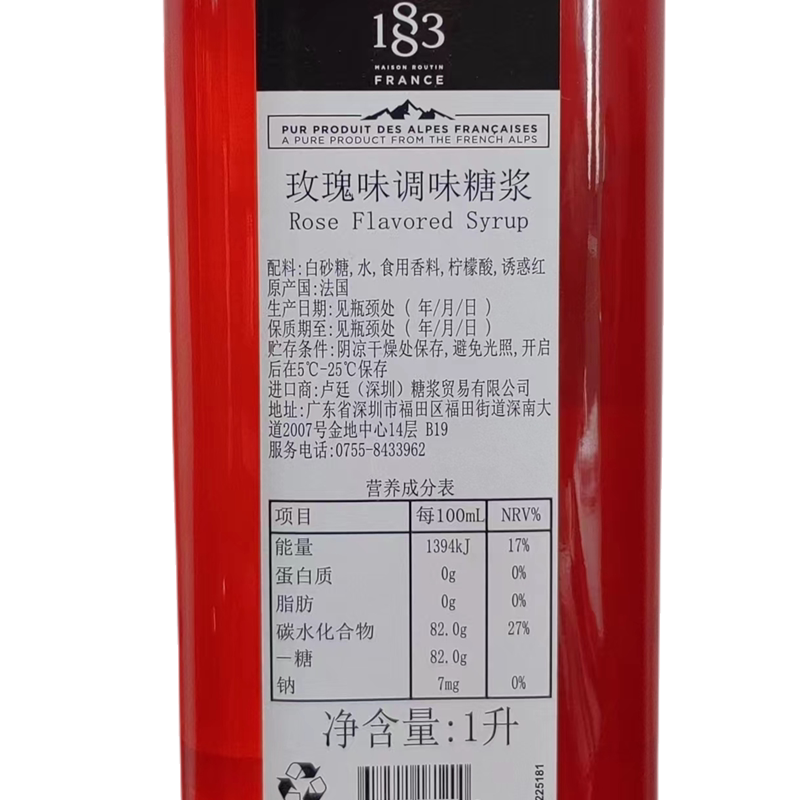 1883
MAISON ROUTIN
FRANCE
PUR PRODUIT DES ALPES FRANÇAISES
A PURE PRODUCT FROM THE FRENCH ALPS
玫瑰味调味糖浆
Rose Flavored Syrup
配料:白砂糖,水,食用香料,柠檬酸,诱惑红
原产国:法国
生产日期:见瓶颈处（年/月/日）
保质期至:见瓶颈处（年/月/日）
贮存条件:阴凉干燥处保存,避免光照,开启
后在5℃-25℃保存
进口商:卢廷（深圳）糖浆贸易有限公司
地址:广东省深圳市福田区福田街道深南大
道2007号金地中心14层 B19
服务电话:0755-8433962
营养成分表
项目 每100mL NRV%
能量 1394kJ 17%
蛋白质 0g 0%
脂肪 0g 0%
碳水化合物 82.0g 27%
—糖 82.0g
钠 7mg 0%
净含量:1升
225181